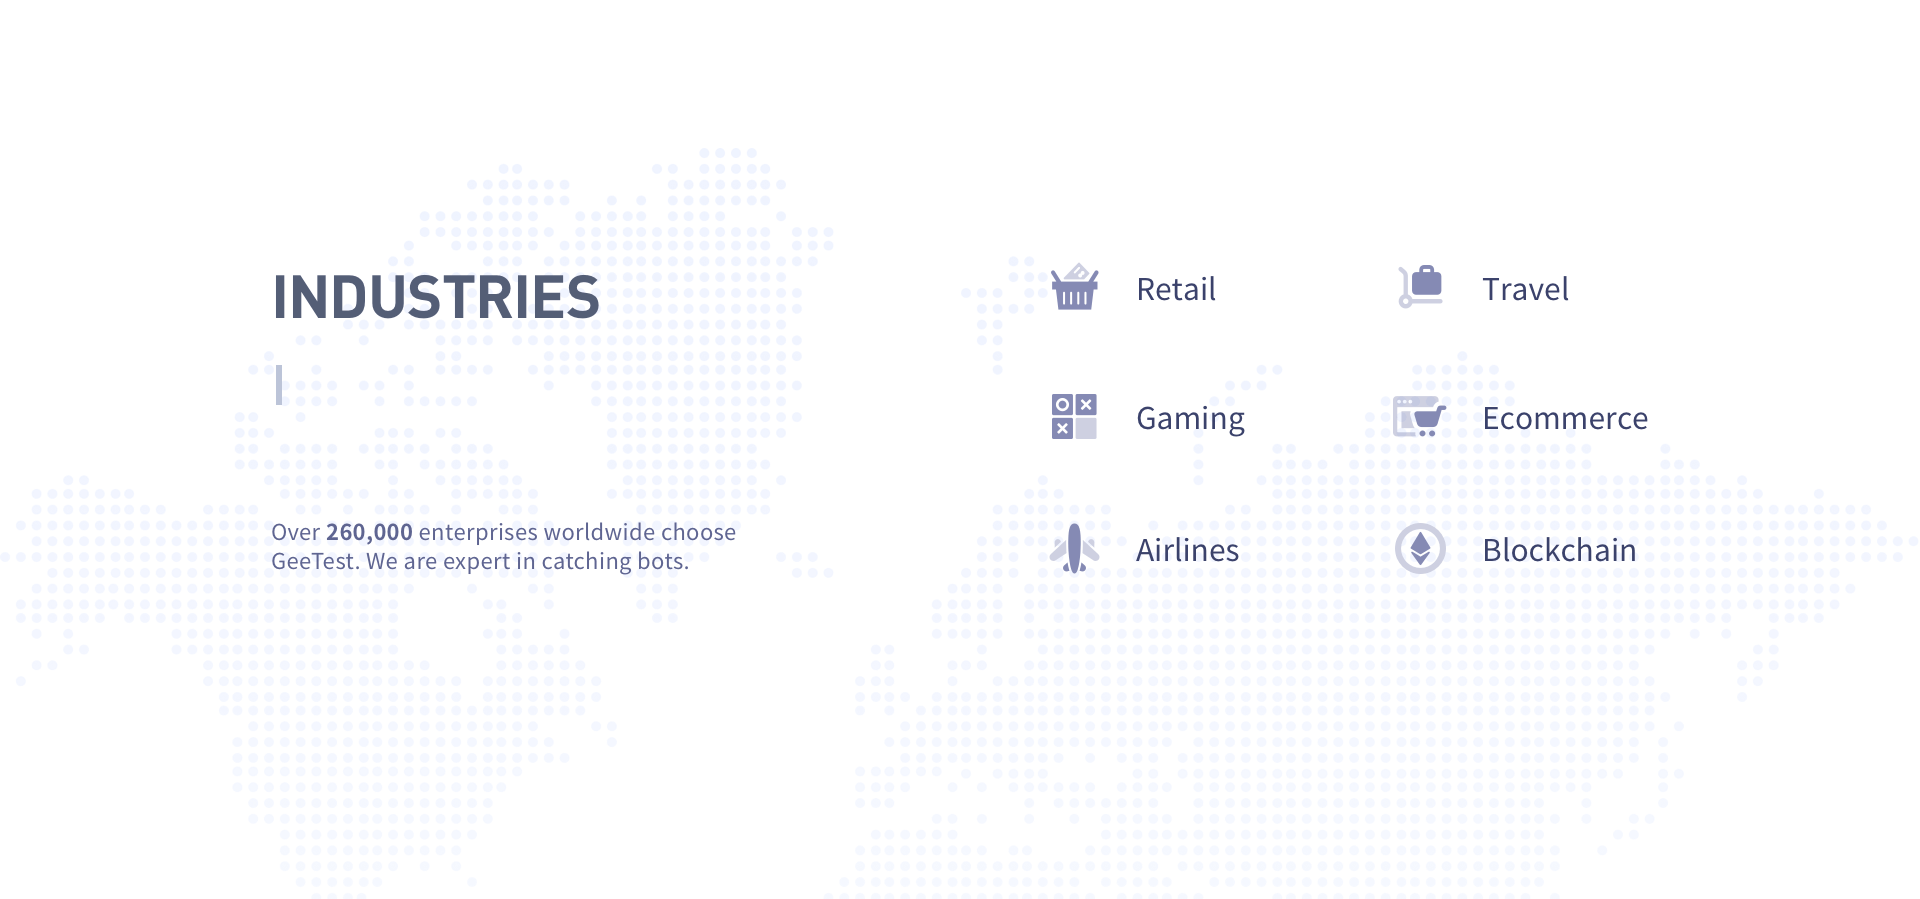 INDUSTRIES
Over 260,000 enterprises worldwide choose
GeeTest. We are expert in catching bots.
Retail
Travel
Gaming
Ecommerce
Airlines
Blockchain